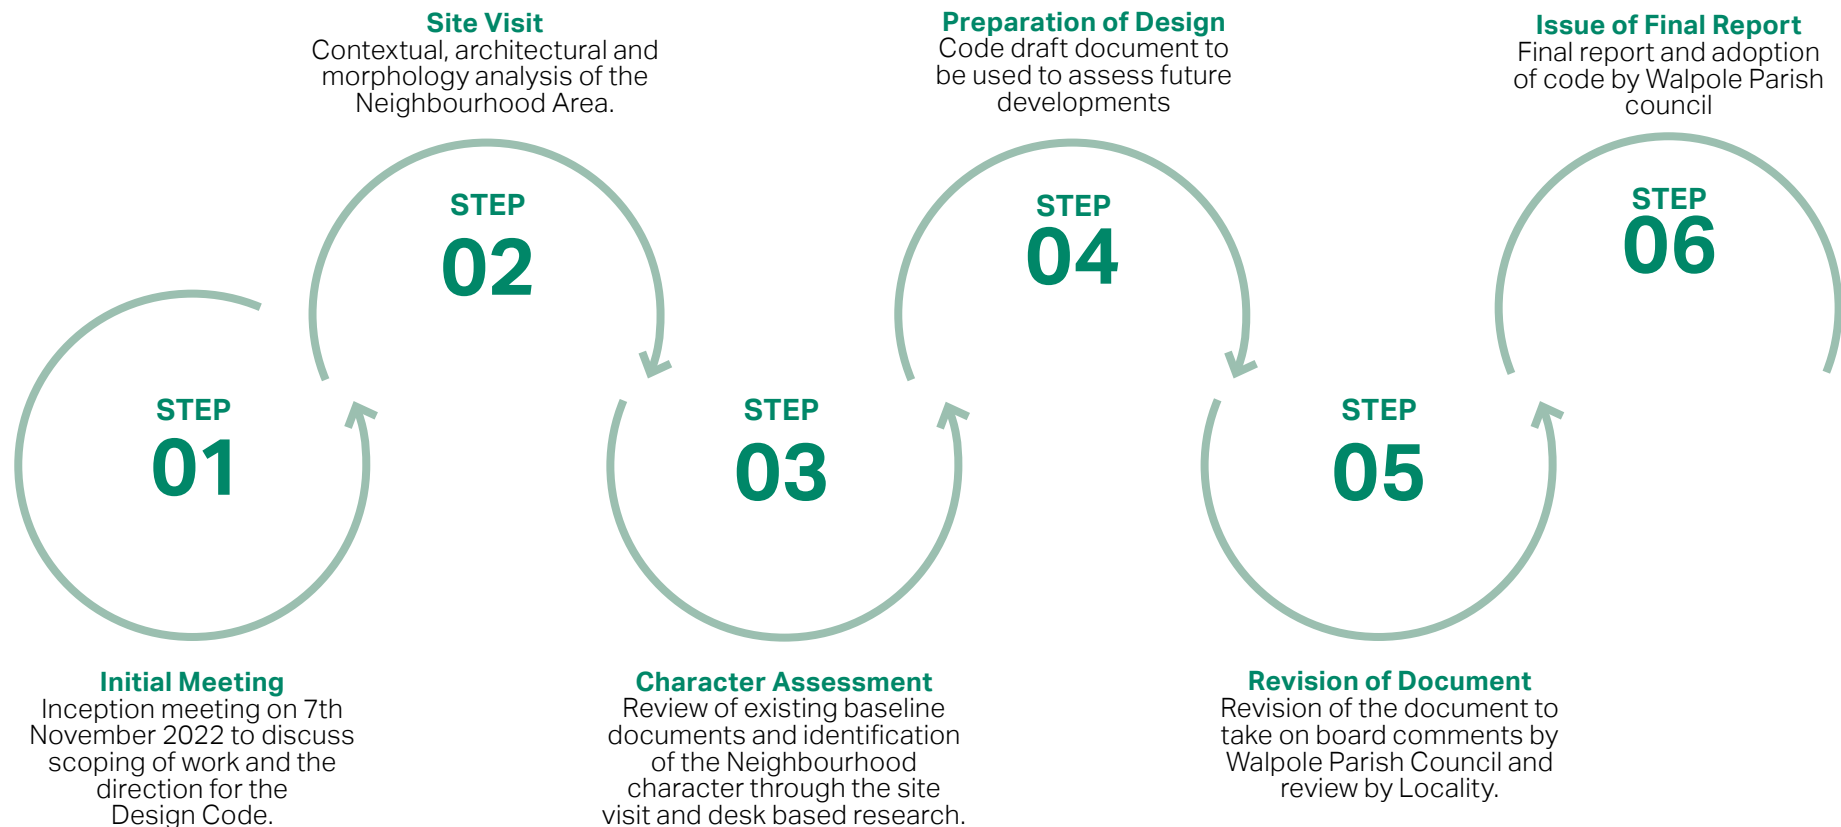 STEP
01
Initial Meeting
Inception meeting on 7th
November 2022 to discuss
scoping of work and the
direction for the
Design Code.
Site Visit
Contextual, architectural and
morphology analysis of the
Neighbourhood Area.
STEP
02
STEP
03
Character Assessment
Review of existing baseline
documents and identification
of the Neighbourhood
character through the site
visit and desk based research.
Preparation of Design
Code draft document to
be used to assess future
developments
STEP
04
STEP
05
Revision of Document
Revision of the document to
take on board comments by
Walpole Parish Council and
review by Locality.
Issue of Final Report
Final report and adoption
of code by Walpole Parish
council
STEP
06